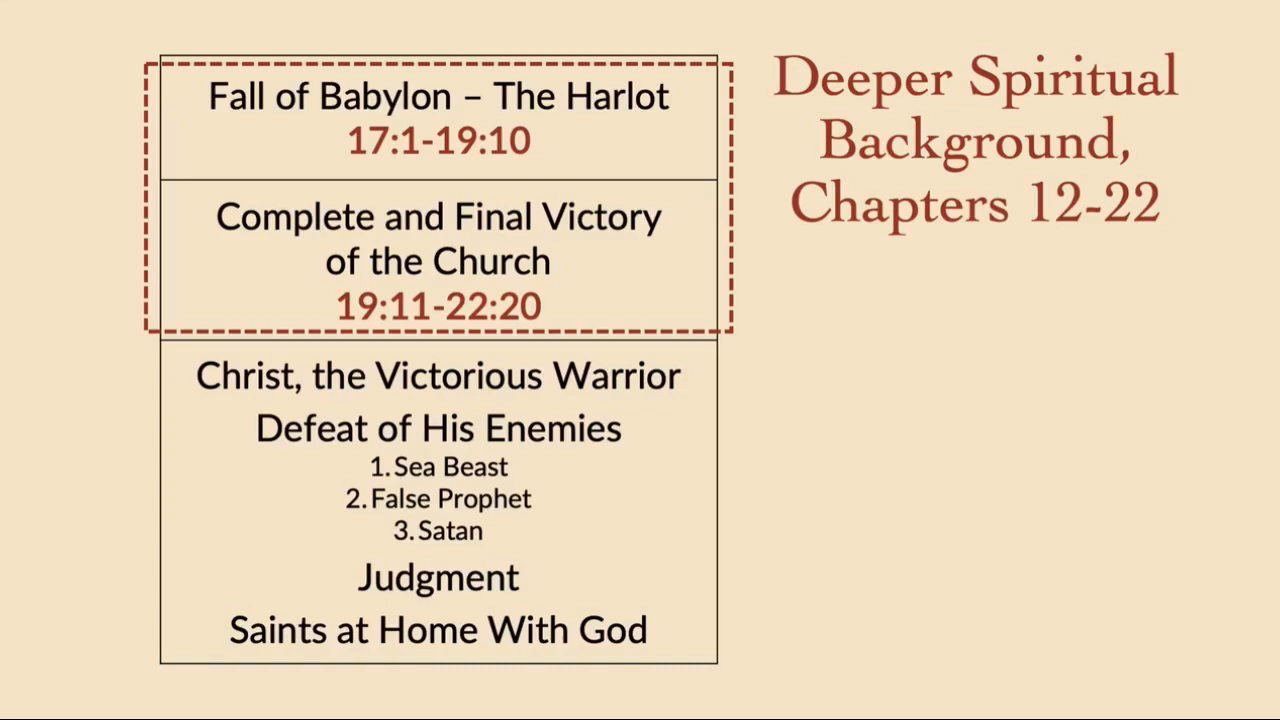 Fall of Babylon – The Harlot
17:1-19:10
Complete and Final Victory
of the Church
19:11-22:20
Christ, the Victorious Warrior
Defeat of His Enemies
1. Sea Beast
2. False Prophet
3. Satan
Judgment
Saints at Home With God
Deeper Spiritual
Background,
Chapters 12-22